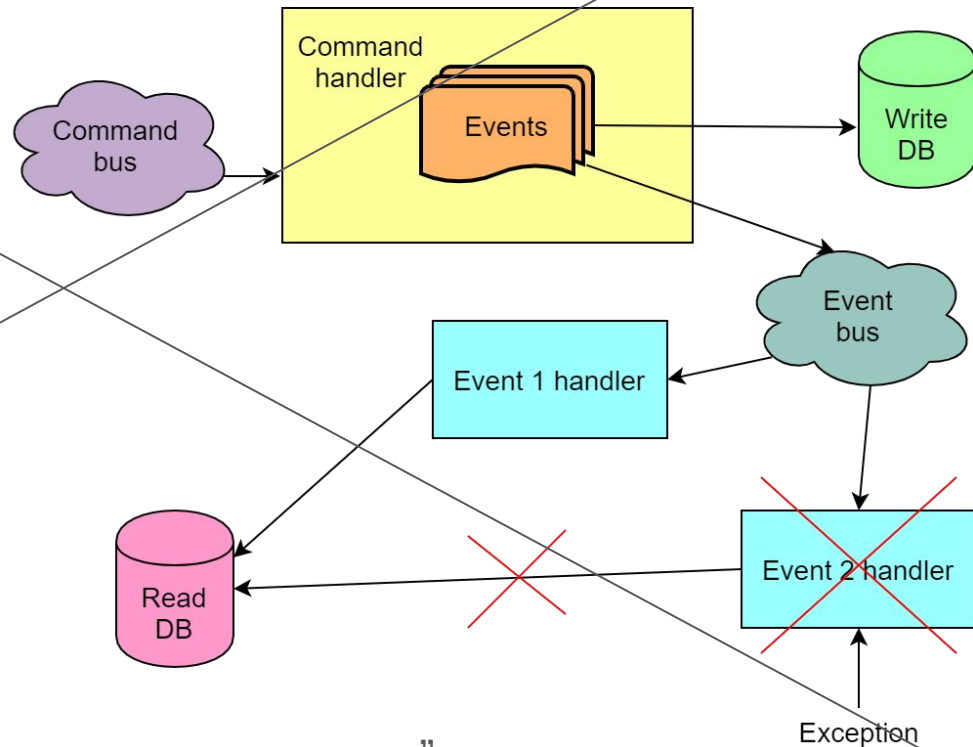 Command
handler
Events
Command
bus
Write
DB
Event
bus
Event 1 handler
Event 2 handler
Read
DB
Exception
”